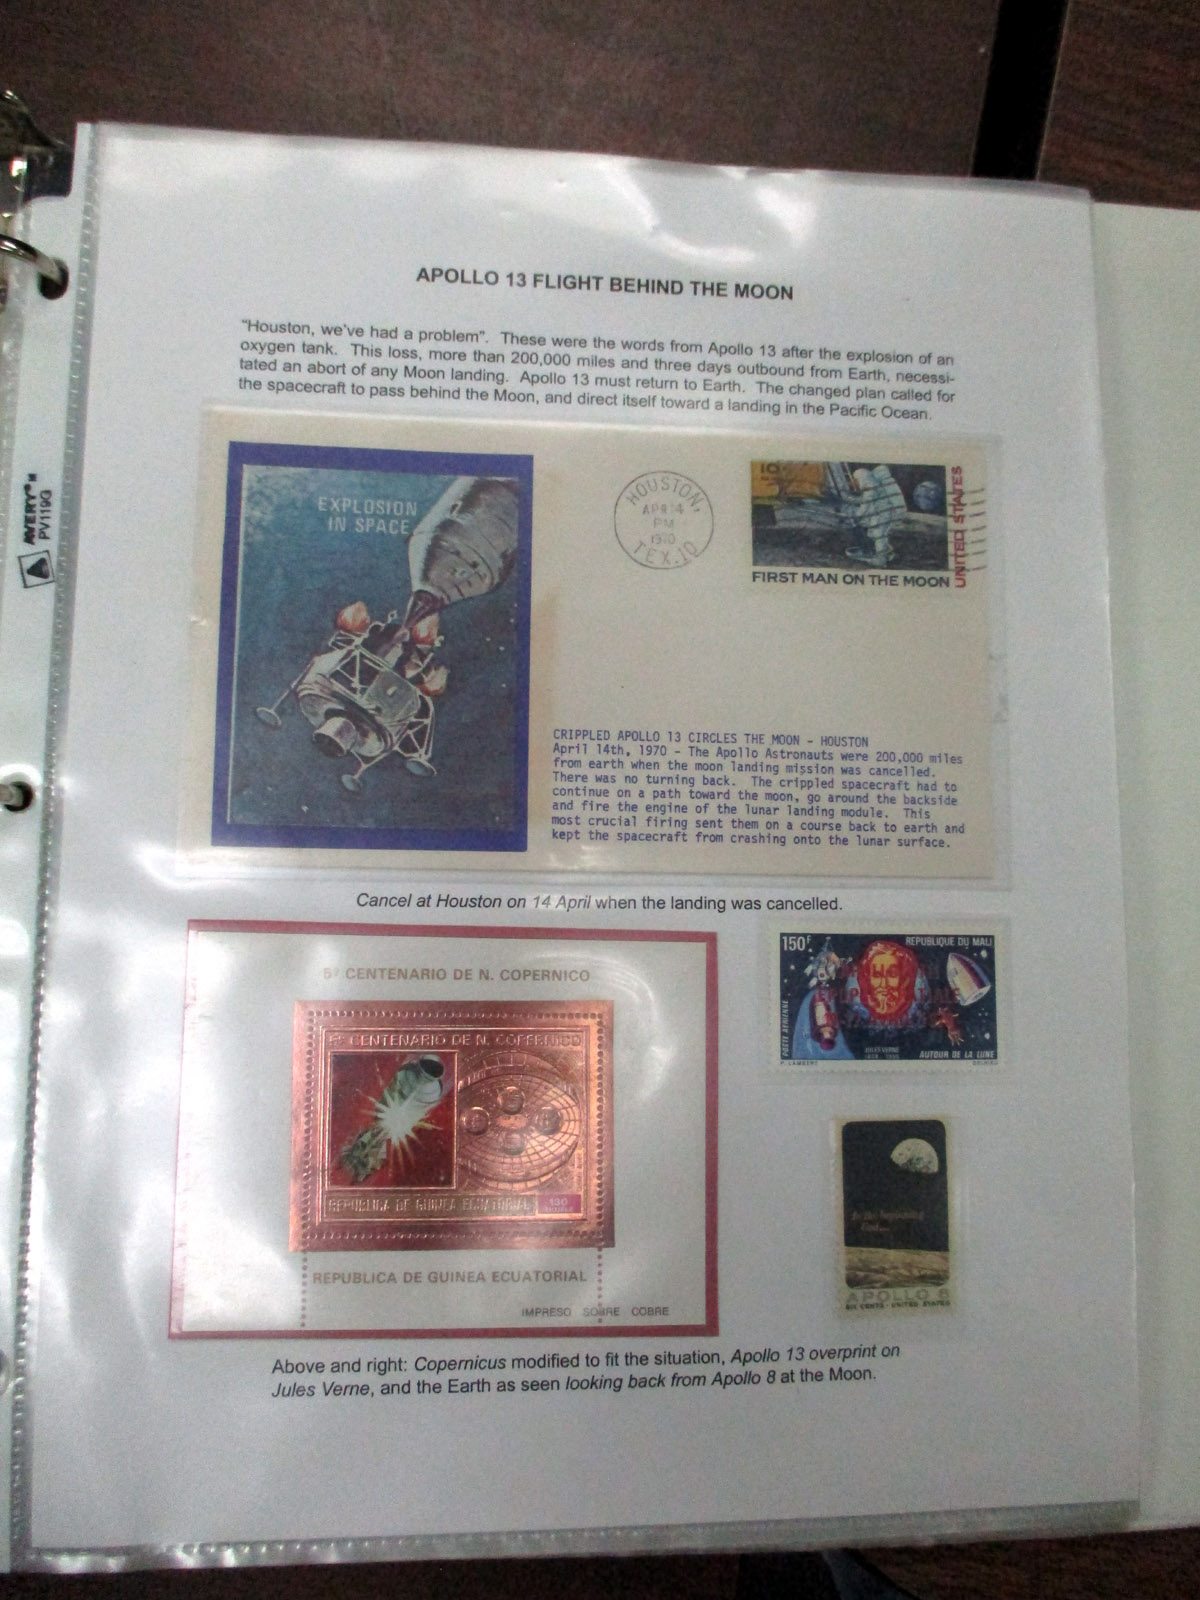 APOLLO 13 FLIGHT BEHIND THE MOON
"Houston, we've had a problem". These were the words from Apollo 13 after the explosion of an
oxygen tank. This loss, more than 200,000 miles and three days outbound from Earth, necessi-
tated an abort of any Moon landing. Apollo 13 must return to Earth. The changed plan called for
the spacecraft to pass behind the Moon, and direct itself toward a landing in the Pacific Ocean.
AVERY
PV119G
EXPLOSION
IN SPACE
HOUSTON,
APR 14
PM
1970
TEX.
10
UNITED STATES
FIRST MAN ON THE MOON
CRIPPLED APOLLO 13 CIRCLES THE MOON - HOUSTON
April 14th, 1970 - The Apollo Astronauts were 200,000 miles
from earth when the moon landing mission was cancelled.
There was no turning back. The crippled spacecraft had to
continue on a path toward the moon, go around the backside
and fire the engine of the lunar landing module. This
most crucial firing sent them on a course back to earth and
kept the spacecraft from crashing onto the lunar surface.
Cancel at Houston on 14 April when the landing was cancelled.
5º CENTENARIO DE N. COPERNICO
5º CENTENARIO DE N. COPERNICO
REPUBLICA DE GUINEA ECUATORIAL
REPUBLICA DE GUINEA ECUATORIAL
IMPRESO SOBRE COBRE
150F
REPUBLIQUE DU MALI
POSTE AERIENNE
JULES VERNE
AUTOUR DE LA LUNE
P. LAMBERT
In the beginning
God...
APOLLO 8
SIX CENTS · UNITED STATES
Above and right: Copernicus modified to fit the situation, Apollo 13 overprint on
Jules Verne, and the Earth as seen looking back from Apollo 8 at the Moon.